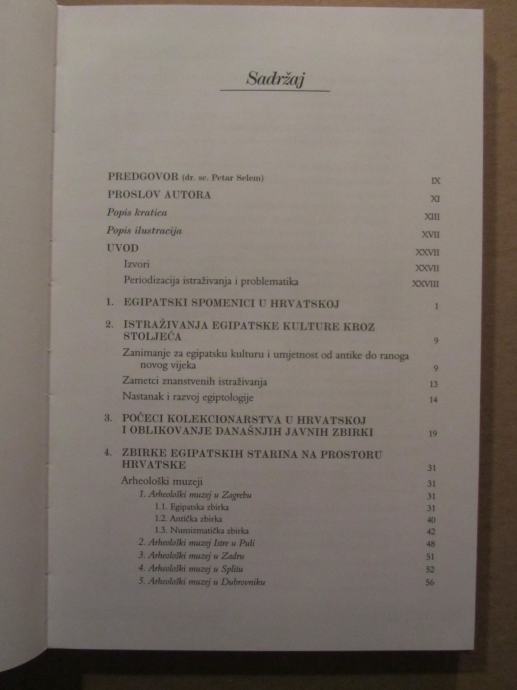 Sadržaj
PREDGOVOR (dr. sc. Petar Selem) IX
PROSLOV AUTORA XI
Popis kratica XIII
Popis ilustracija XVII
UVOD XXVII
Izvori XXVII
Periodizacija istraživanja i problematika XXVIII
1. EGIPATSKI SPOMENICI U HRVATSKOJ 1
2. ISTRAŽIVANJA EGIPATSKE KULTURE KROZ
STOLJEĆA 9
Zanimanje za egipatsku kulturu i umjetnost od antike do ranoga
novog vijeka 9
Zametci znanstvenih istraživanja 13
Nastanak i razvoj egiptologije 14
3. POČECI KOLEKCIONARSTVA U HRVATSKOJ
I OBLIKOVANJE DANAŠNJIH JAVNIH ZBIRKI 19
4. ZBIRKE EGIPATSKIH STARINA NA PROSTORU
HRVATSKE 31
Arheološki muzeji 31
1. Arheološki muzej u Zagrebu 31
1.1. Egipatska zbirka 31
1.2. Antička zbirka 40
1.3. Numizmatička zbirka 42
2. Arheološki muzej Istre u Puli 48
3. Arheološki muzej u Zadru 51
4. Arheološki muzej u Splitu 52
5. Arheološki muzej u Dubrovniku 56